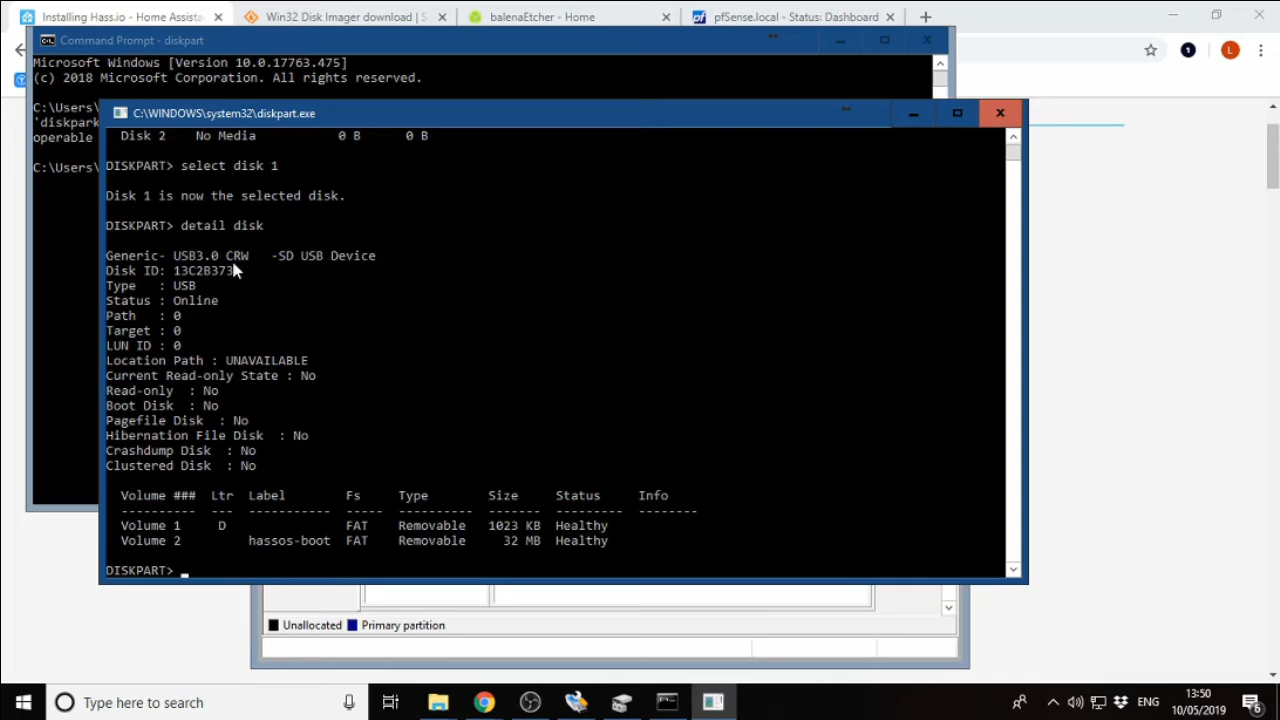 Installing Hass.io - Home Assista
Win32 Disk Imager download | S
balenaEtcher - Home
pfSense.local - Status: Dashboard
Command Prompt - diskpart
L
Microsoft Windows [Version 10.0.17763.475]
(c) 2018 Microsoft Corporation. All rights reserved.
C:\Users\
'diskpark
operable
C:\Users\
C:\WINDOWS\system32\diskpart.exe
Disk 2 No Media 0 B 0 B
DISKPART> select disk 1
Disk 1 is now the selected disk.
DISKPART> detail disk
Generic- USB3.0 CRW -SD USB Device
Disk ID: 13C2B373
Type : USB
Status : Online
Path : 0
Target : 0
LUN ID : 0
Location Path : UNAVAILABLE
Current Read-only State : No
Read-only : No
Boot Disk : No
Pagefile Disk : No
Hibernation File Disk : No
Crashdump Disk : No
Clustered Disk : No
Volume ### Ltr Label Fs Type Size Status Info
---------- --- ----------- ----- ---------- ------- --------- --------
Volume 1 D FAT Removable 1023 KB Healthy
Volume 2 hassos-boot FAT Removable 32 MB Healthy
DISKPART>
Unallocated Primary partition
Type here to search
ENG
13:50
10/05/2019
6